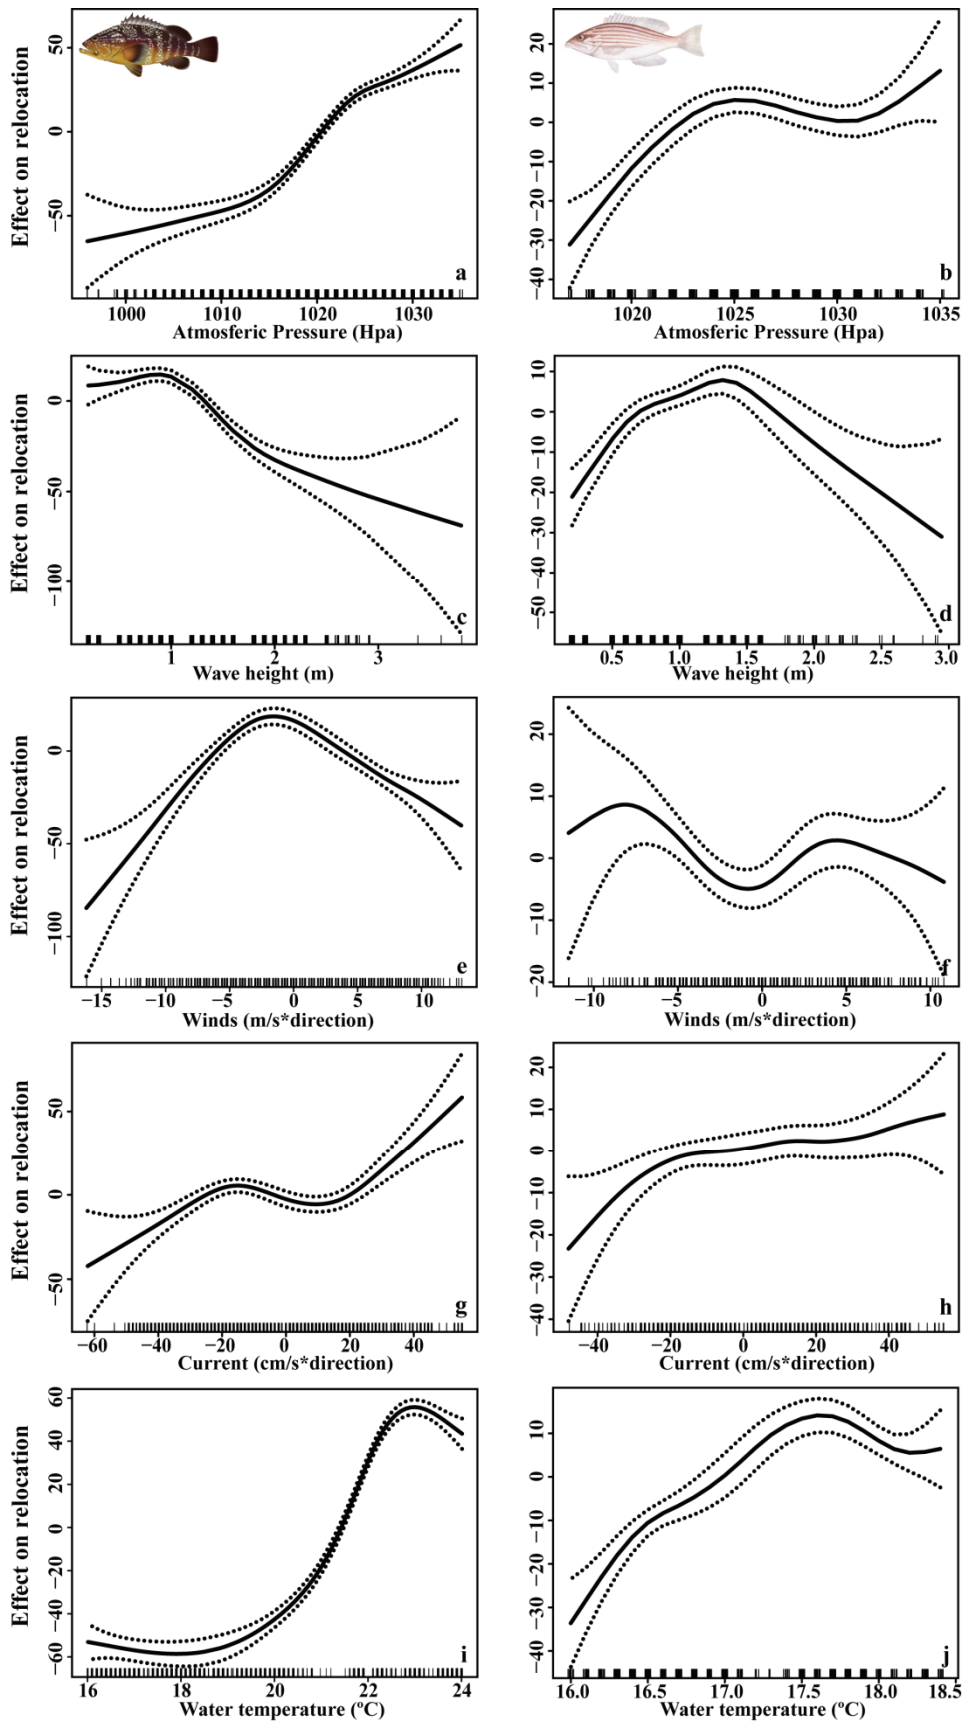 Effect on relocation
50
0
−50
a
1000 1010 1020 1030
Atmosferic Pressure (Hpa)
20
10
0
−10
−20
−30
−40
b
1020 1025 1030 1035
Atmosferic Pressure (Hpa)
Effect on relocation
0
−50
−100
c
1 2 3
Wave height (m)
10
0
−10
−20
−30
−40
−50
d
0.5 1.0 1.5 2.0 2.5 3.0
Wave height (m)
Effect on relocation
0
−50
−100
e
−15 −10 −5 0 5 10
Winds (m/s*direction)
20
10
0
−10
−20
f
−10 −5 0 5 10
Winds (m/s*direction)
Effect on relocation
50
0
−50
g
−60 −40 −20 0 20 40
Current (cm/s*direction)
20
10
0
−10
−20
−30
−40
h
−40 −20 0 20 40
Current (cm/s*direction)
Effect on relocation
60
40
20
0
−20
−40
−60
i
16 18 19 20 21 22 24
Water temperature (ºC)
10
0
−10
−20
−30
−40
j
16.0 16.5 17.0 17.5 18.0 18.5
Water temperature (ºC)